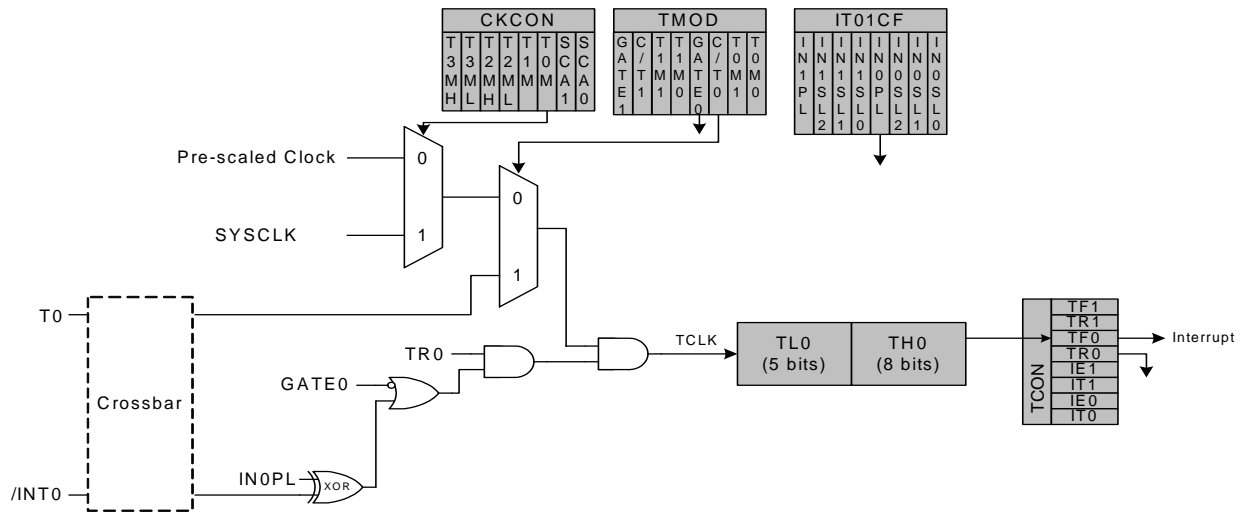 CKCON
T3MH
T3ML
T2MH
T2ML
T1M
T0M
SCA1
SCA0
TMOD
GATE1
C/T1
T1M1
T1M0
GATE0
C/T0
T0M1
T0M0
IT01CF
IN1PL
IN1SL2
IN1SL1
IN1SL0
IN0PL
IN0SL2
IN0SL1
IN0SL0
Pre-scaled Clock
0
SYSCLK
1
0
1
T0
Crossbar
/INT0
TR0
GATE0
IN0PL
XOR
TCLK
TL0
(5 bits)
TH0
(8 bits)
TCON
TF1
TR1
TF0
TR0
IE1
IT1
IE0
IT0
Interrupt